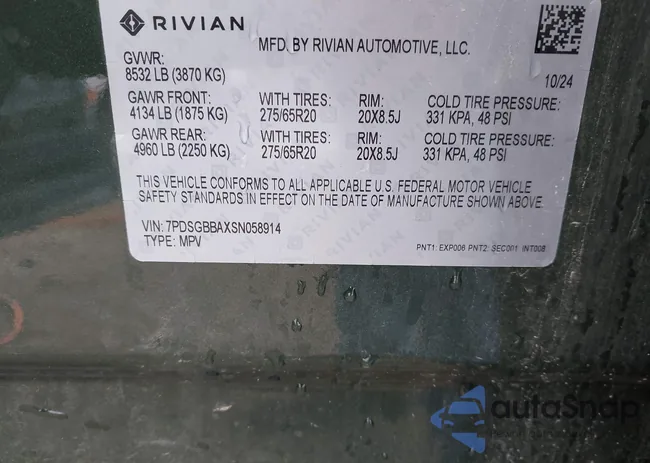 RIVIAN
MFD. BY RIVIAN AUTOMOTIVE, LLC.
10/24
GVWR:
8532 LB (3870 KG)
GAWR FRONT: WITH TIRES: RIM: COLD TIRE PRESSURE:
4134 LB (1875 KG) 275/65R20 20X8.5J 331 KPA, 48 PSI
GAWR REAR: WITH TIRES: RIM: COLD TIRE PRESSURE:
4960 LB (2250 KG) 275/65R20 20X8.5J 331 KPA, 48 PSI
THIS VEHICLE CONFORMS TO ALL APPLICABLE U.S. FEDERAL MOTOR VEHICLE
SAFETY STANDARDS IN EFFECT ON THE DATE OF MANUFACTURE SHOWN ABOVE.
VIN: 7PDSGBBAXSN058914
TYPE: MPV
PNT1: EXP006 PNT2: SEC001 INT008
autoSnap